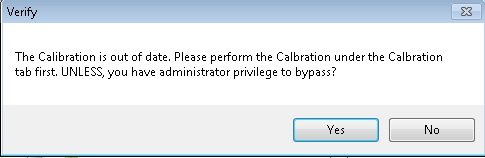 Verify
The Calibration is out of date. Please perform the Calbration under the Calbration
tab first. UNLESS, you have administrator privilege to bypass?
Yes
No